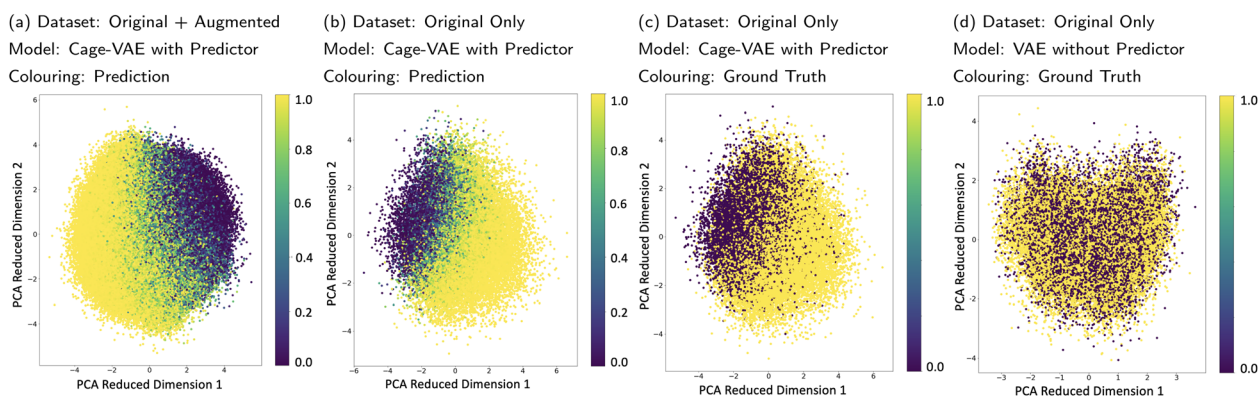 (a) Dataset: Original + Augmented
Model: Cage-VAE with Predictor
Colouring: Prediction
(b) Dataset: Original Only
Model: Cage-VAE with Predictor
Colouring: Prediction
(c) Dataset: Original Only
Model: Cage-VAE with Predictor
Colouring: Ground Truth
(d) Dataset: Original Only
Model: VAE without Predictor
Colouring: Ground Truth
PCA Reduced Dimension 2
6
4
2
0
−2
−4
−4 −2 0 2 4
PCA Reduced Dimension 1
1.0
0.8
0.6
0.4
0.2
0.0
PCA Reduced Dimension 2
6
4
2
0
−2
−4
−6 −4 −2 0 2 4 6
PCA Reduced Dimension 1
1.0
0.8
0.6
0.4
0.2
0.0
PCA Reduced Dimension 2
4
2
0
−2
−4
−4 −2 0 2 4 6
PCA Reduced Dimension 1
1.0
0.0
PCA Reduced Dimension 2
4
2
0
−2
−4
−3 −2 −1 0 1 2 3
PCA Reduced Dimension 1
1.0
0.0